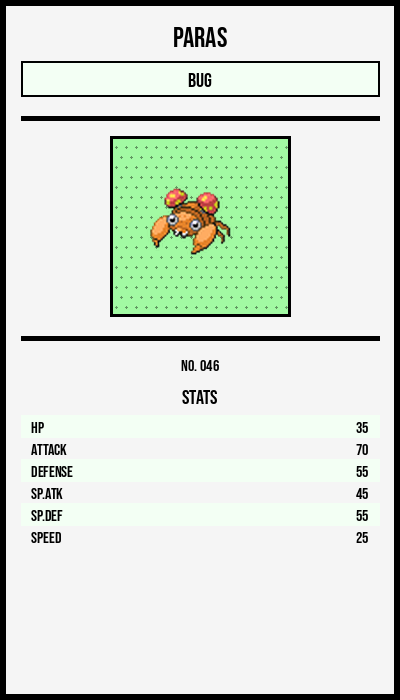 PARAS
BUG
NO. 046
STATS
HP 35
ATTACK 70
DEFENSE 55
SP.ATK 45
SP.DEF 55
SPEED 25